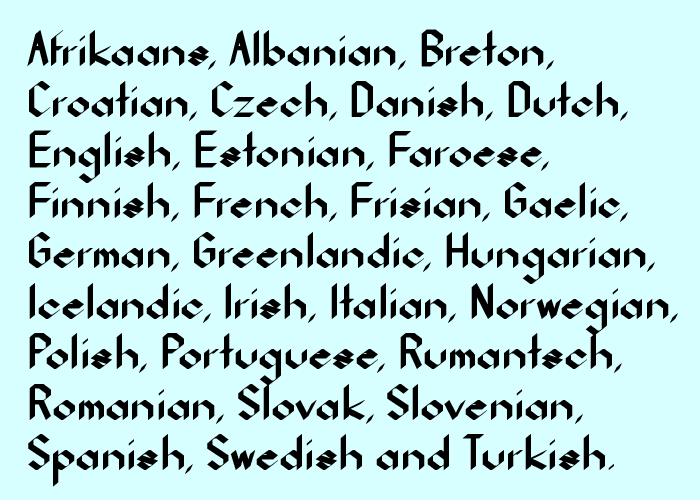 Afrikaans, Albanian, Breton,
Croatian, Czech, Danish, Dutch,
English, Estonian, Faroese,
Finnish, French, Frisian, Gaelic,
German, Greenlandic, Hungarian,
Icelandic, Irish, Italian, Norwegian,
Polish, Portuguese, Rumantsch,
Romanian, Slovak, Slovenian,
Spanish, Swedish and Turkish.